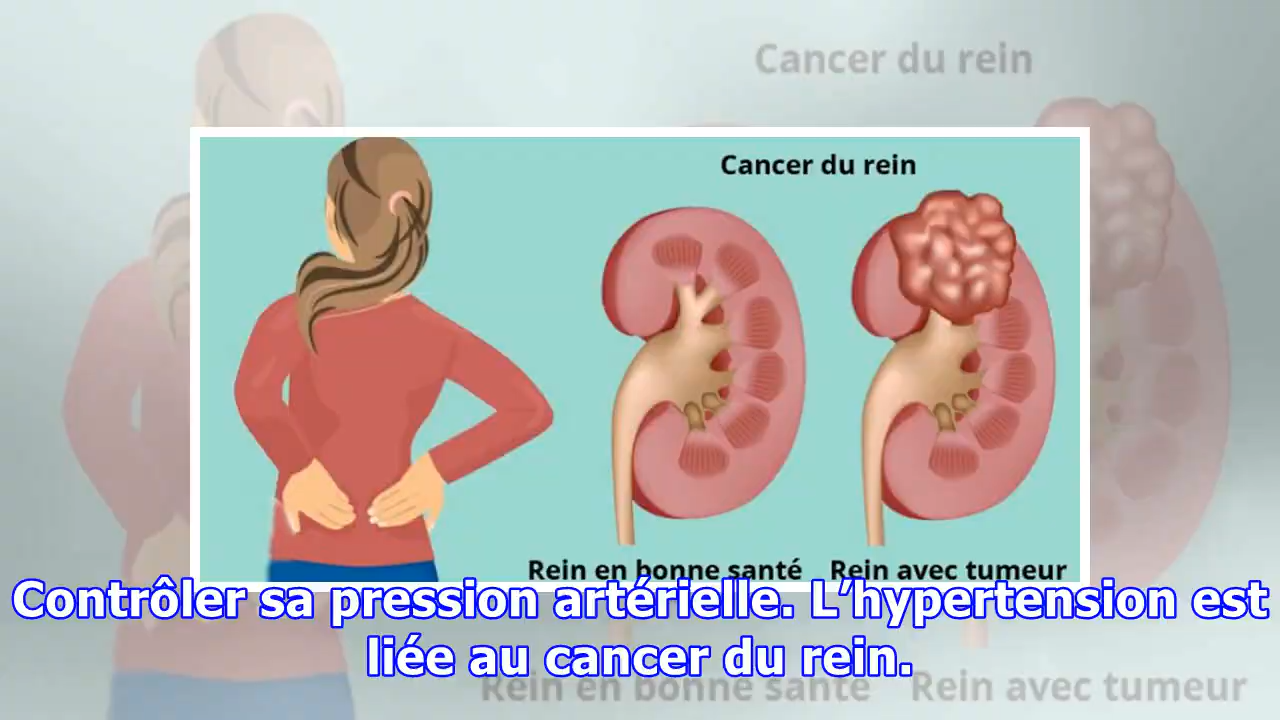 Cancer du rein
Cancer du rein
Rein en bonne santé Rein avec tumeur
Contrôler sa pression artérielle. L’hypertension est
liée au cancer du rein.
Rein en bonne santé Rein avec tumeur